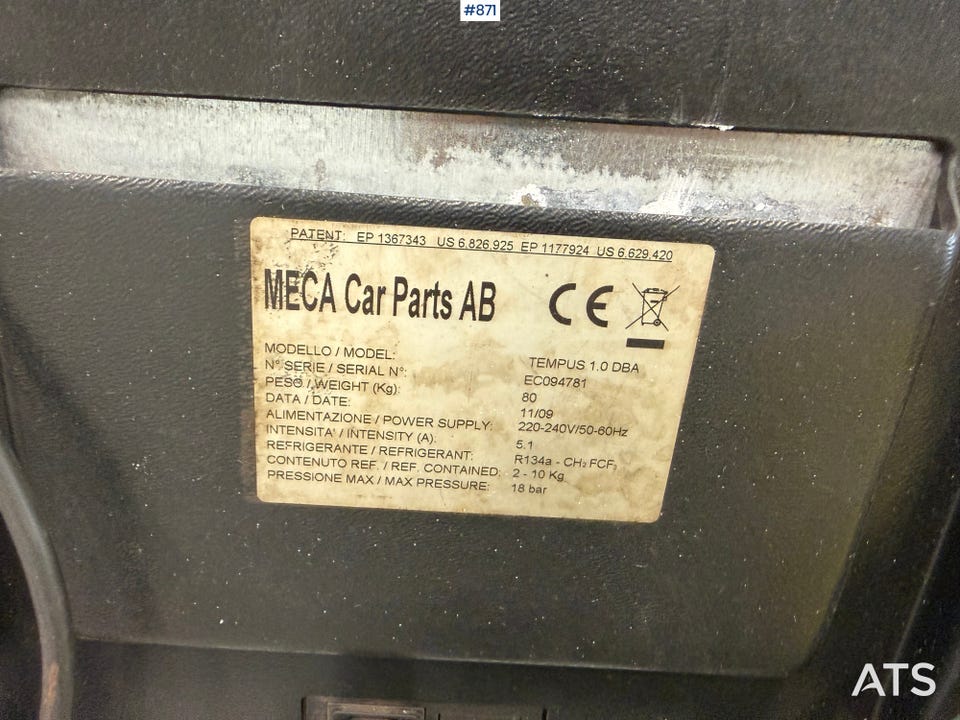 #871
PATENT: EP 1367343 US 6.826.925 EP 1177924 US 6.629.420
MECA Car Parts AB CE
MODELLO / MODEL: TEMPUS 1.0 DBA
N° SERIE / SERIAL N°: EC094781
PESO / WEIGHT (Kg): 80
DATA / DATE: 11/09
ALIMENTAZIONE / POWER SUPPLY: 220-240V/50-60Hz
INTENSITA' / INTENSITY (A): 5.1
REFRIGERANTE / REFRIGERANT: R134a - CH2 FCF3
CONTENUTO REF. / REF. CONTAINED: 2 - 10 Kg
PRESSIONE MAX / MAX PRESSURE: 18 bar
ATS